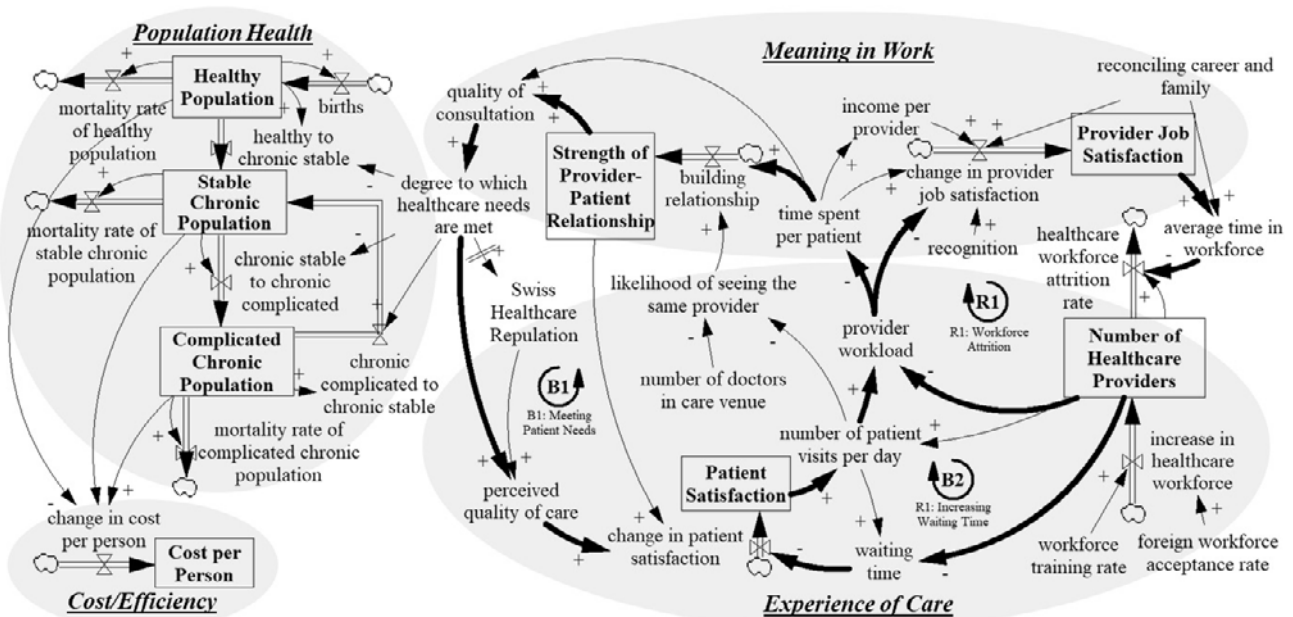 Population Health
Healthy
Population
mortality rate
of healthy
population
births
healthy to
chronic stable
Stable
Chronic
Population
mortality rate of
stable chronic
population
chronic stable
to chronic
complicated
Complicated
Chronic
Population
chronic
complicated to
chronic stable
mortality rate of
complicated chronic
population
change in cost
per person
Cost per
Person
Cost/Efficiency
Meaning in Work
quality of
consultation
degree to which
healthcare needs
are met
Strength of
Provider-
Patient
Relationship
building
relationship
time spent
per patient
income per
provider
change in provider
job satisfaction
recognition
reconciling career and
family
Provider Job
Satisfaction
average time in
workforce
healthcare
workforce
attrition
rate
Swiss
Healthcare
Repulation
likelihood of seeing the
same provider
number of doctors
in care venue
provider
workload
R1
R1: Workforce
Attrition
Number of
Healthcare
Providers
B1
B1: Meeting
Patient Needs
number of patient
visits per day
B2
R1: Increasing
Waiting Time
perceived
quality of care
Patient
Satisfaction
change in patient
satisfaction
waiting
time
increase in
healthcare
workforce
workforce
training rate
foreign workforce
acceptance rate
Experience of Care